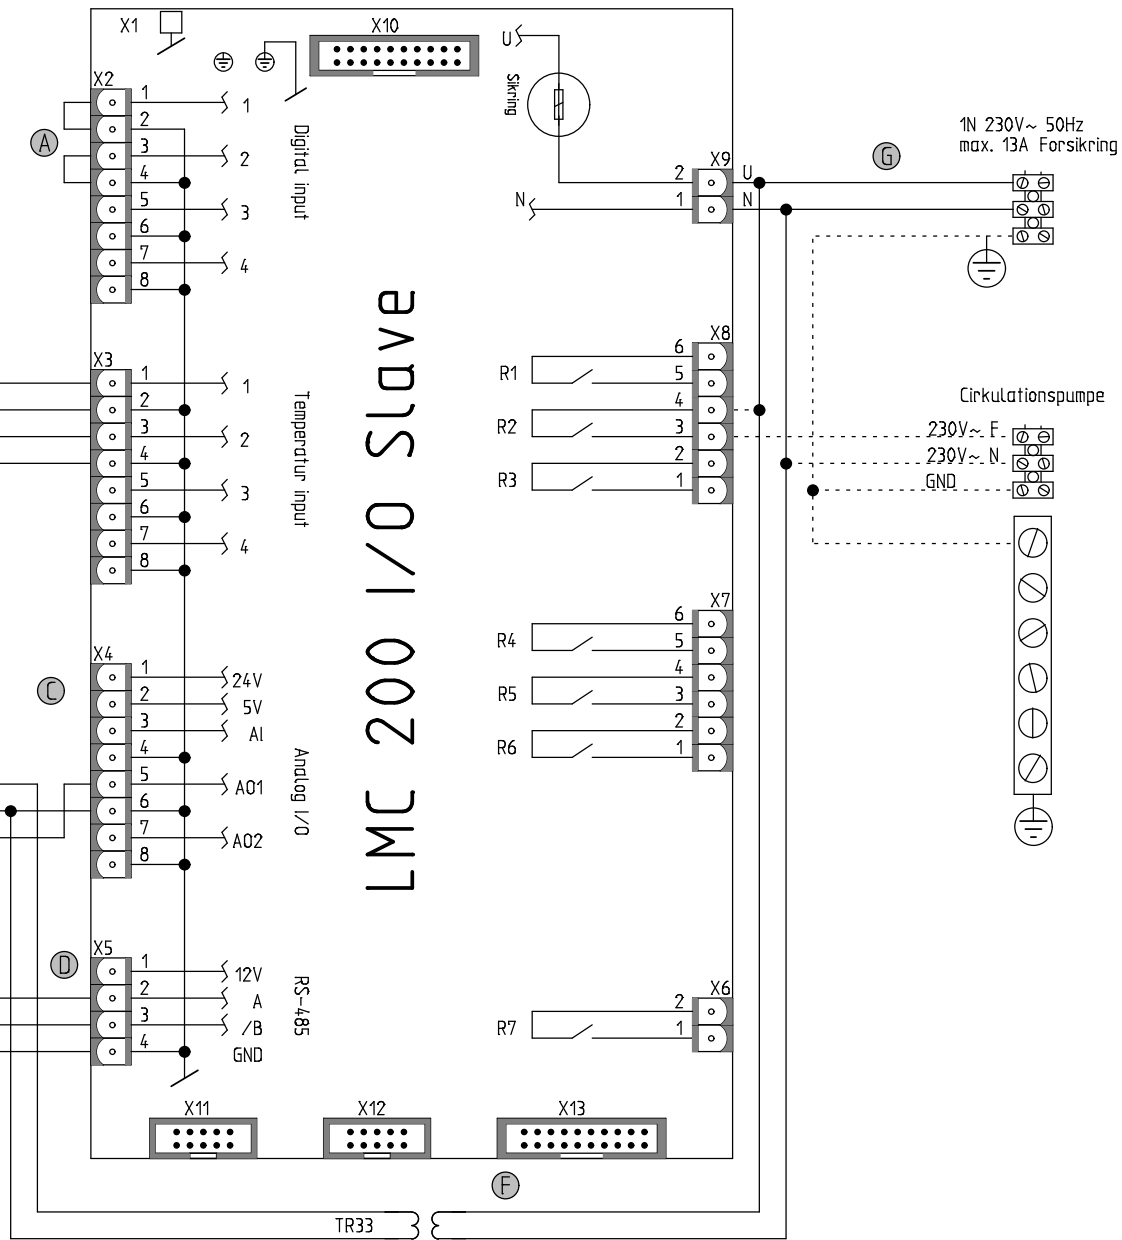 X1
X10
U
Sikring
X2
1
2
3
4
5
6
7
8
1
2
3
4
Digital input
A
1N 230V~ 50Hz
max. 13A Forsikring
G
X9
2
1
U
N
N
X3
1
2
3
4
5
6
7
8
1
2
3
4
Temperatur input
LMC 200 I/O Slave
X8
6
5
4
3
2
1
R1
R2
R3
Cirkulationspumpe
230V~ F
230V~ N
GND
X7
6
5
4
3
2
1
R4
R5
R6
C
X4
1
2
3
4
5
6
7
8
24V
5V
AI
AO1
AO2
Analog I/O
D
X5
1
2
3
4
12V
A
/B
GND
RS-485
X6
2
1
R7
X11
X12
X13
F
TR33